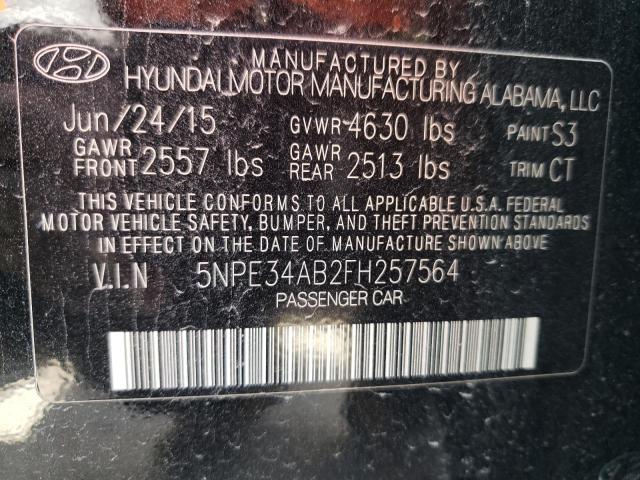 MANUFACTURED BY
HYUNDAI MOTOR MANUFACTURING ALABAMA, LLC
Jun/24/15 GVWR 4630 lbs PAINT S3
GAWR FRONT 2557 lbs GAWR REAR 2513 lbs TRIM CT
THIS VEHICLE CONFORMS TO ALL APPLICABLE U.S.A. FEDERAL
MOTOR VEHICLE SAFETY, BUMPER, AND THEFT PREVENTION STANDARDS
IN EFFECT ON THE DATE OF MANUFACTURE SHOWN ABOVE.
V.I.N 5NPE34AB2FH257564
PASSENGER CAR